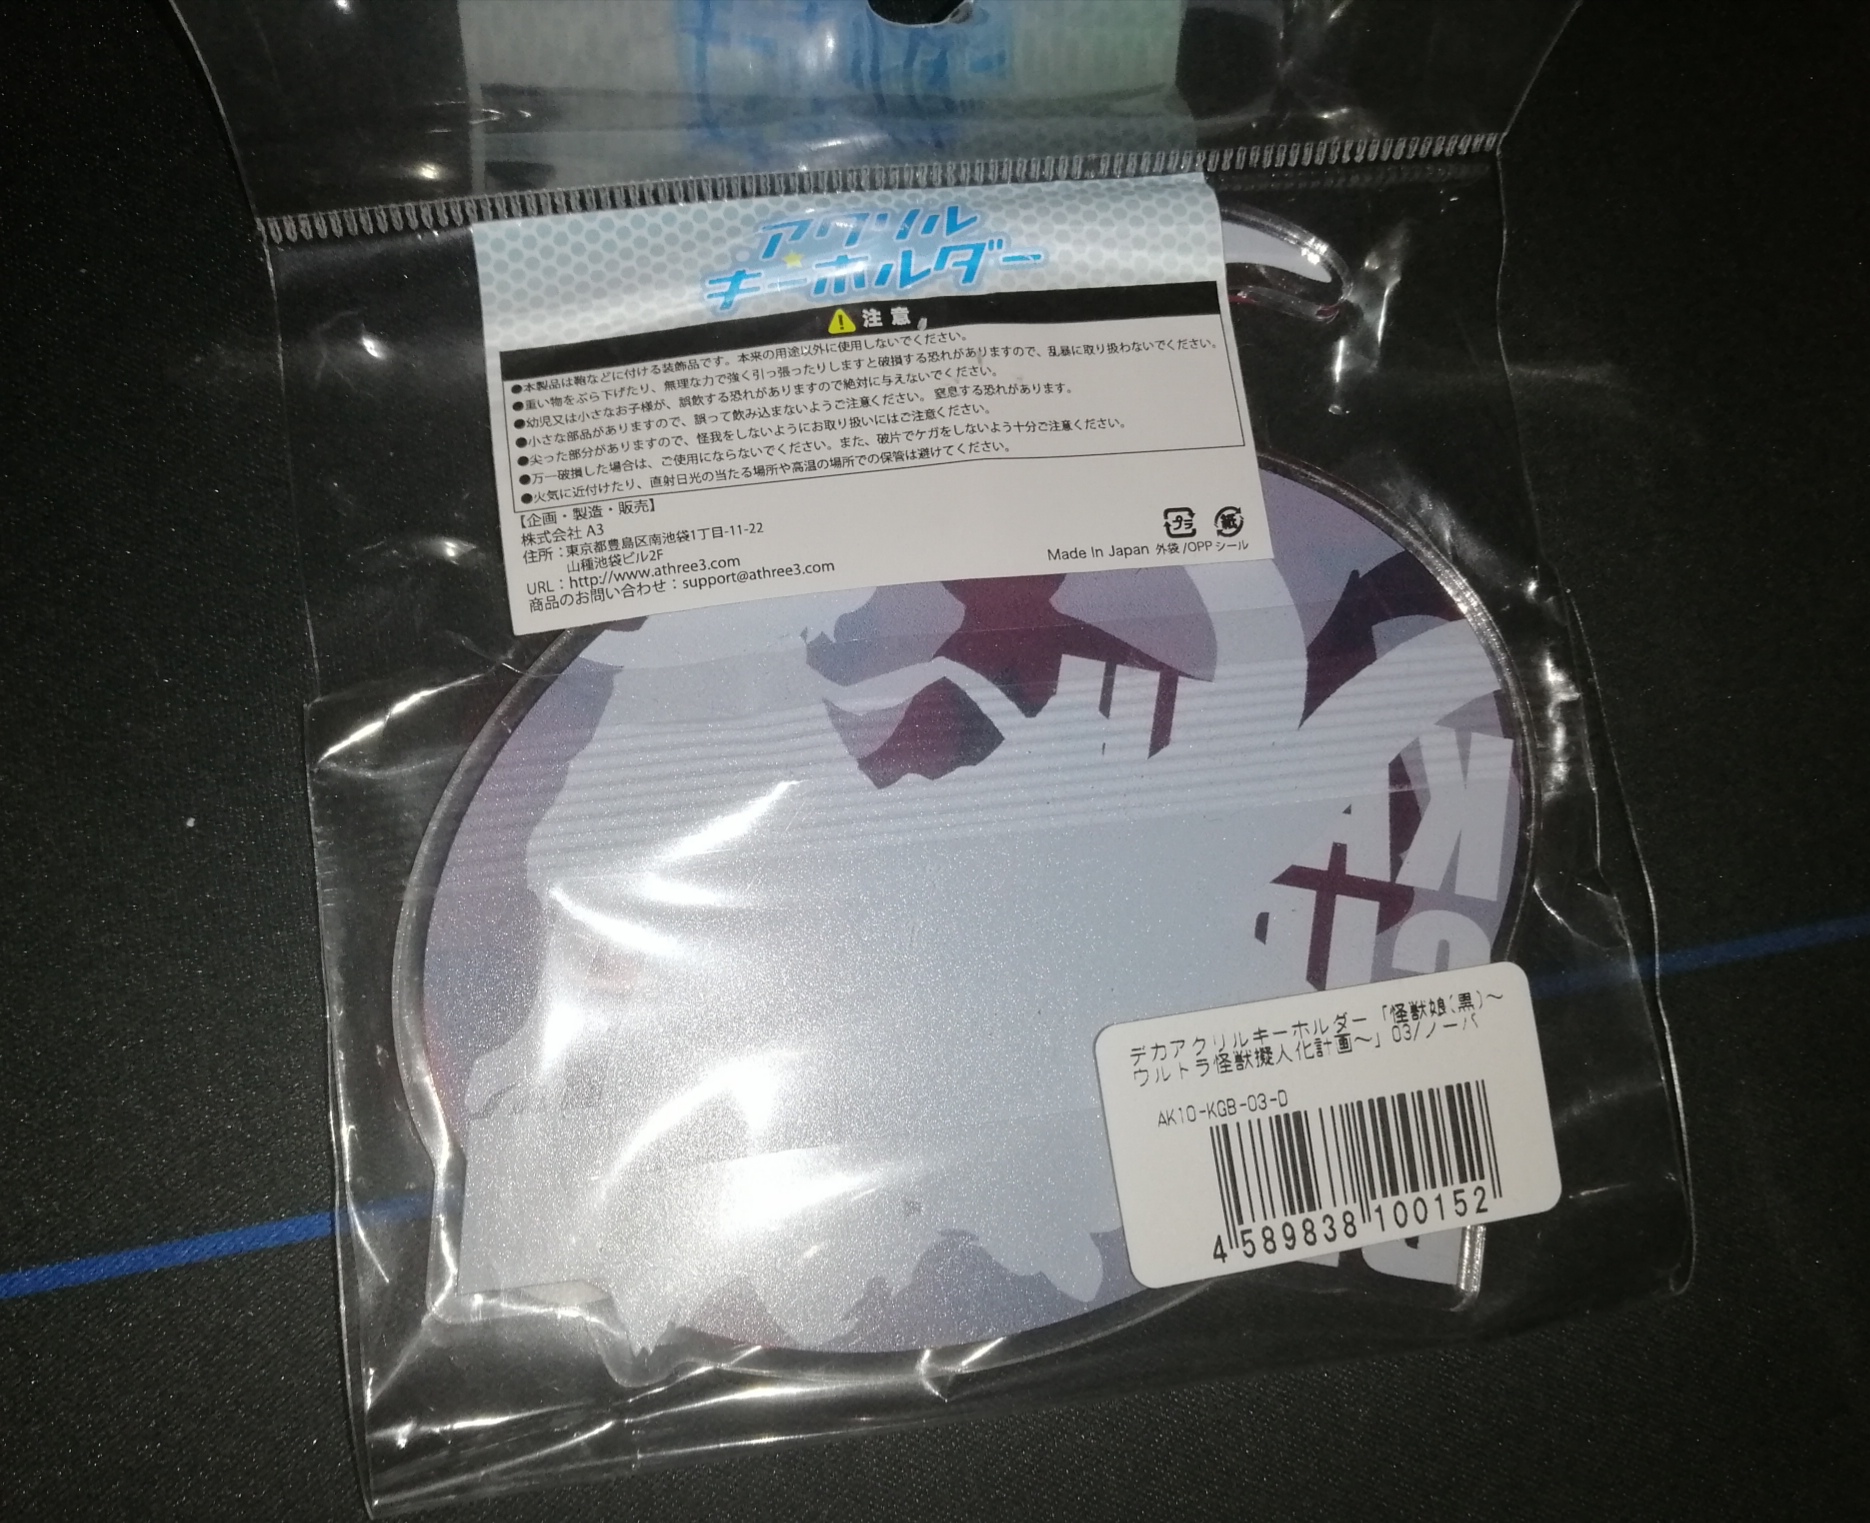 アクリル
キーホルダー
注意
●本製品は鞄などに付ける装飾品です。本来の用途以外に使用しないでください。
●重い物をぶら下げたり、無理な力で強く引っ張ったりしますと破損する恐れがありますので、乱暴に取り扱わないでください。
●幼児又は小さなお子様が、誤飲する恐れがありますので絶対に与えないでください。
●小さな部品がありますので、誤って飲み込まないようご注意ください。窒息する恐れがあります。
●尖った部分がありますので、怪我をしないようにお取り扱いにはご注意ください。
●万一破損した場合は、ご使用にならないでください。また、破片でケガをしないよう十分ご注意ください。
●火気に近付けたり、直射日光の当たる場所や高温の場所での保管は避けてください。
【企画・製造・販売】
株式会社 A3
住所：東京都豊島区南池袋1丁目-11-22
山種池袋ビル2F
URL：http://www.athree3.com
商品のお問い合わせ：support@athree3.com
プラ 紙
Made In Japan 外袋/OPP シール
デカアクリルキーホルダー「怪獣娘(黒)～
ウルトラ怪獣擬人化計画～」03/ノーバ
AK10-KGB-03-D
4 589838 100152